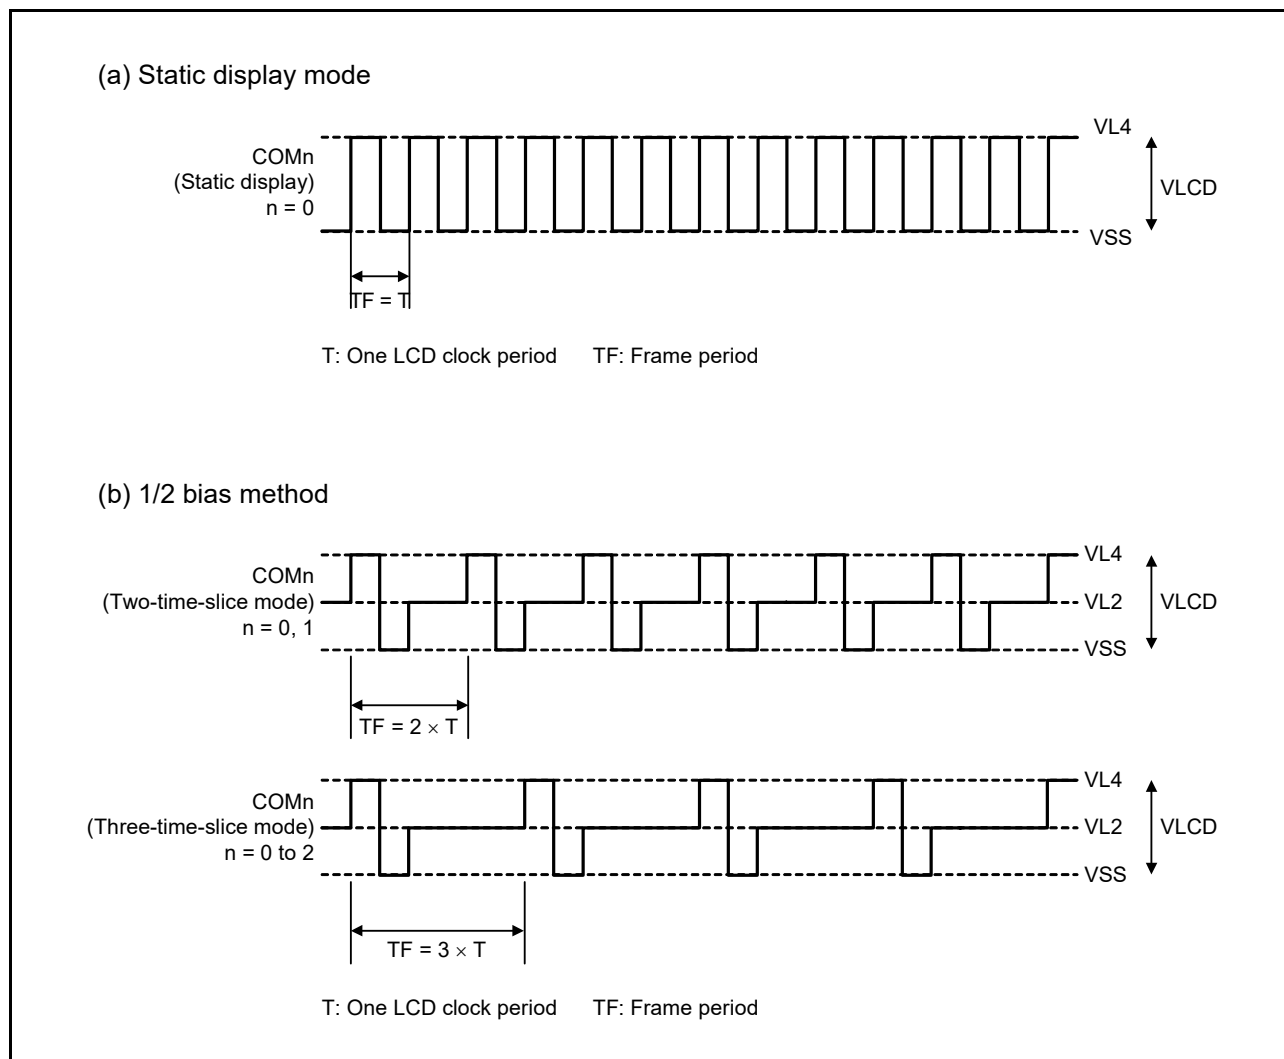 (a) Static display mode
COMn
(Static display)
n = 0
VL4
VLCD
VSS
TF = T
T: One LCD clock period TF: Frame period
(b) 1/2 bias method
COMn
(Two-time-slice mode)
n = 0, 1
VL4
VL2
VLCD
VSS
TF = 2 × T
COMn
(Three-time-slice mode)
n = 0 to 2
VL4
VL2
VLCD
VSS
TF = 3 × T
T: One LCD clock period TF: Frame period